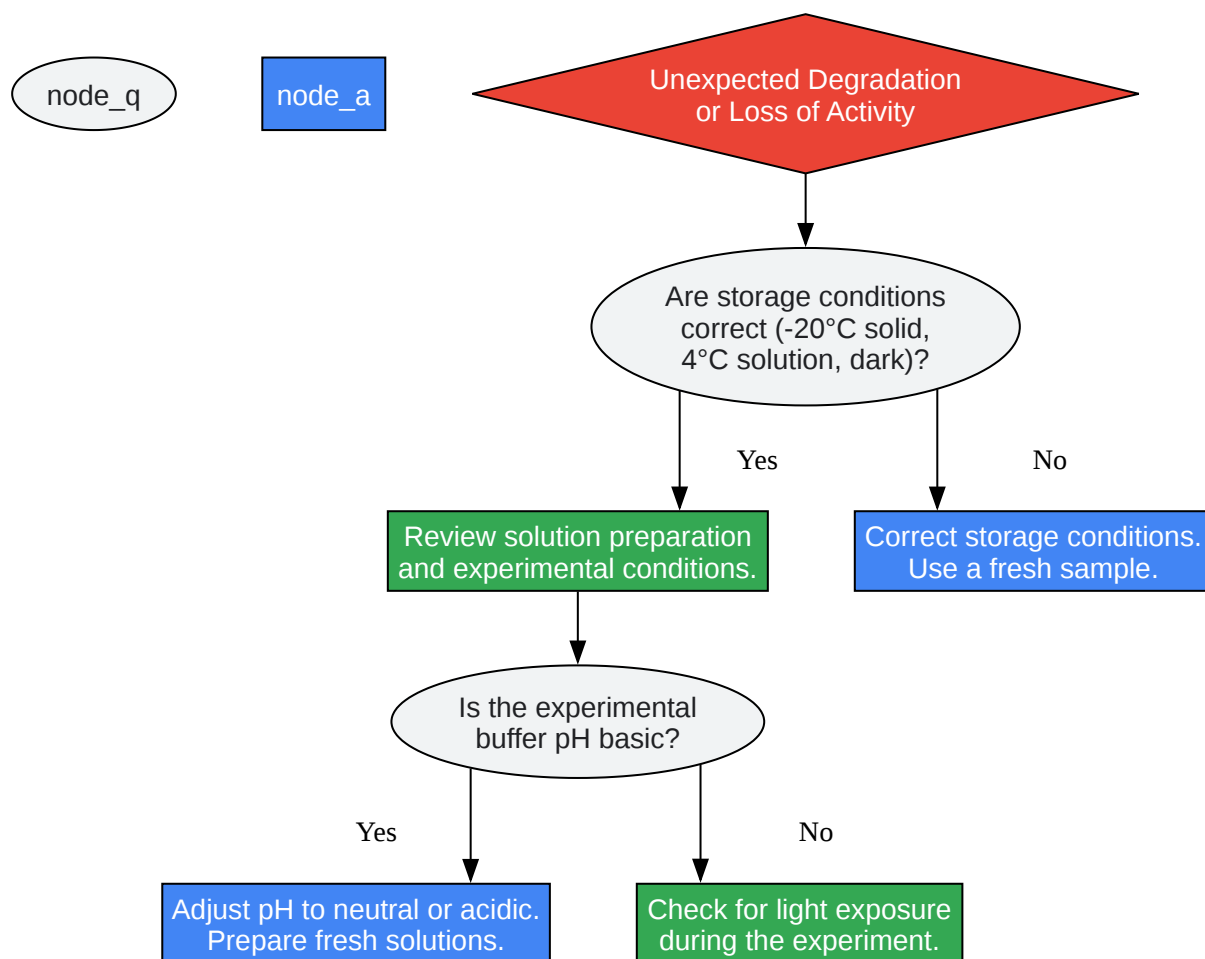 node_q
node_a
Unexpected Degradation
or Loss of Activity
Are storage conditions
correct (-20°C solid,
4°C solution, dark)?
Yes
No
Review solution preparation
and experimental conditions.
Correct storage conditions.
Use a fresh sample.
Is the experimental
buffer pH basic?
Yes
No
Adjust pH to neutral or acidic.
Prepare fresh solutions.
Check for light exposure
during the experiment.